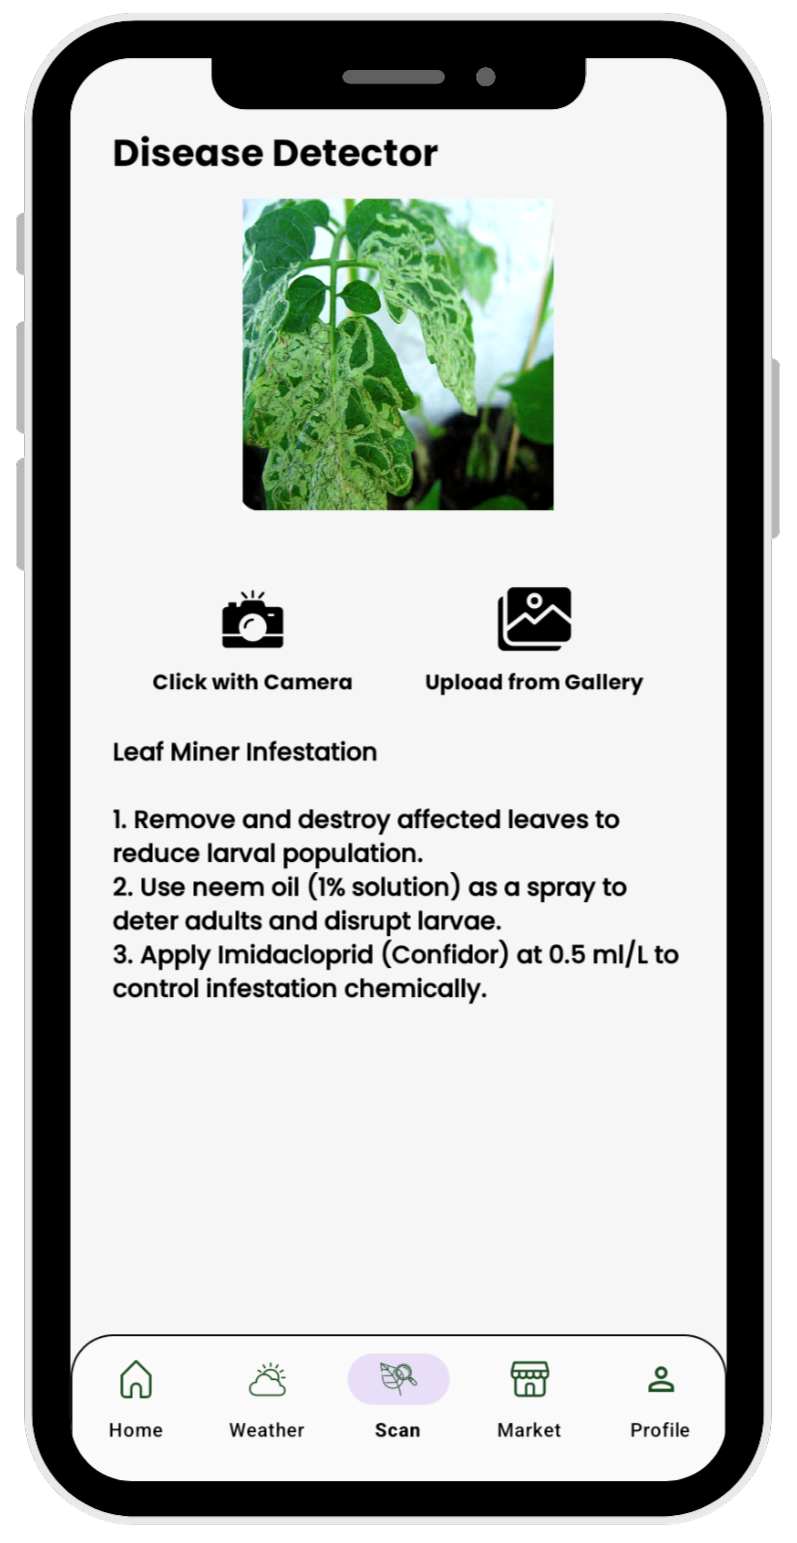 Disease Detector
Click with Camera
Upload from Gallery
Leaf Miner Infestation
1. Remove and destroy affected leaves to
reduce larval population.
2. Use neem oil (1% solution) as a spray to
deter adults and disrupt larvae.
3. Apply Imidacloprid (Confidor) at 0.5 ml/L to
control infestation chemically.
Home
Weather
Scan
Market
Profile